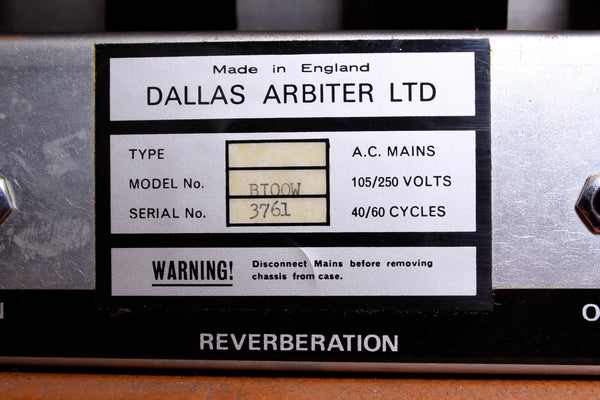 Made in England
DALLAS ARBITER LTD
TYPE
A.C. MAINS
MODEL No. BI00W 105/250 VOLTS
SERIAL No. 3761 40/60 CYCLES
WARNING! Disconnect Mains before removing
chassis from case.
REVERBERATION